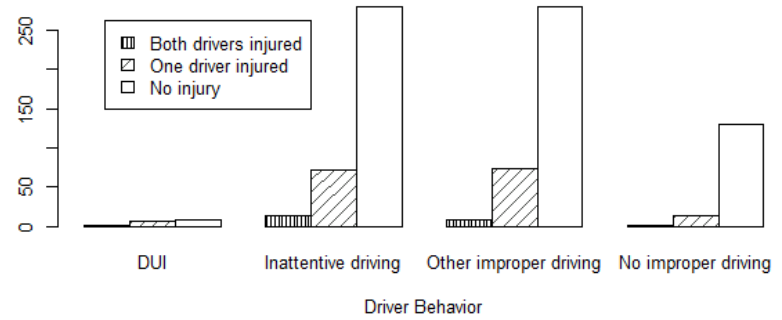 250
150
50
0
Both drivers injured
One driver injured
No injury
DUI Inattentive driving Other improper driving No improper driving
Driver Behavior